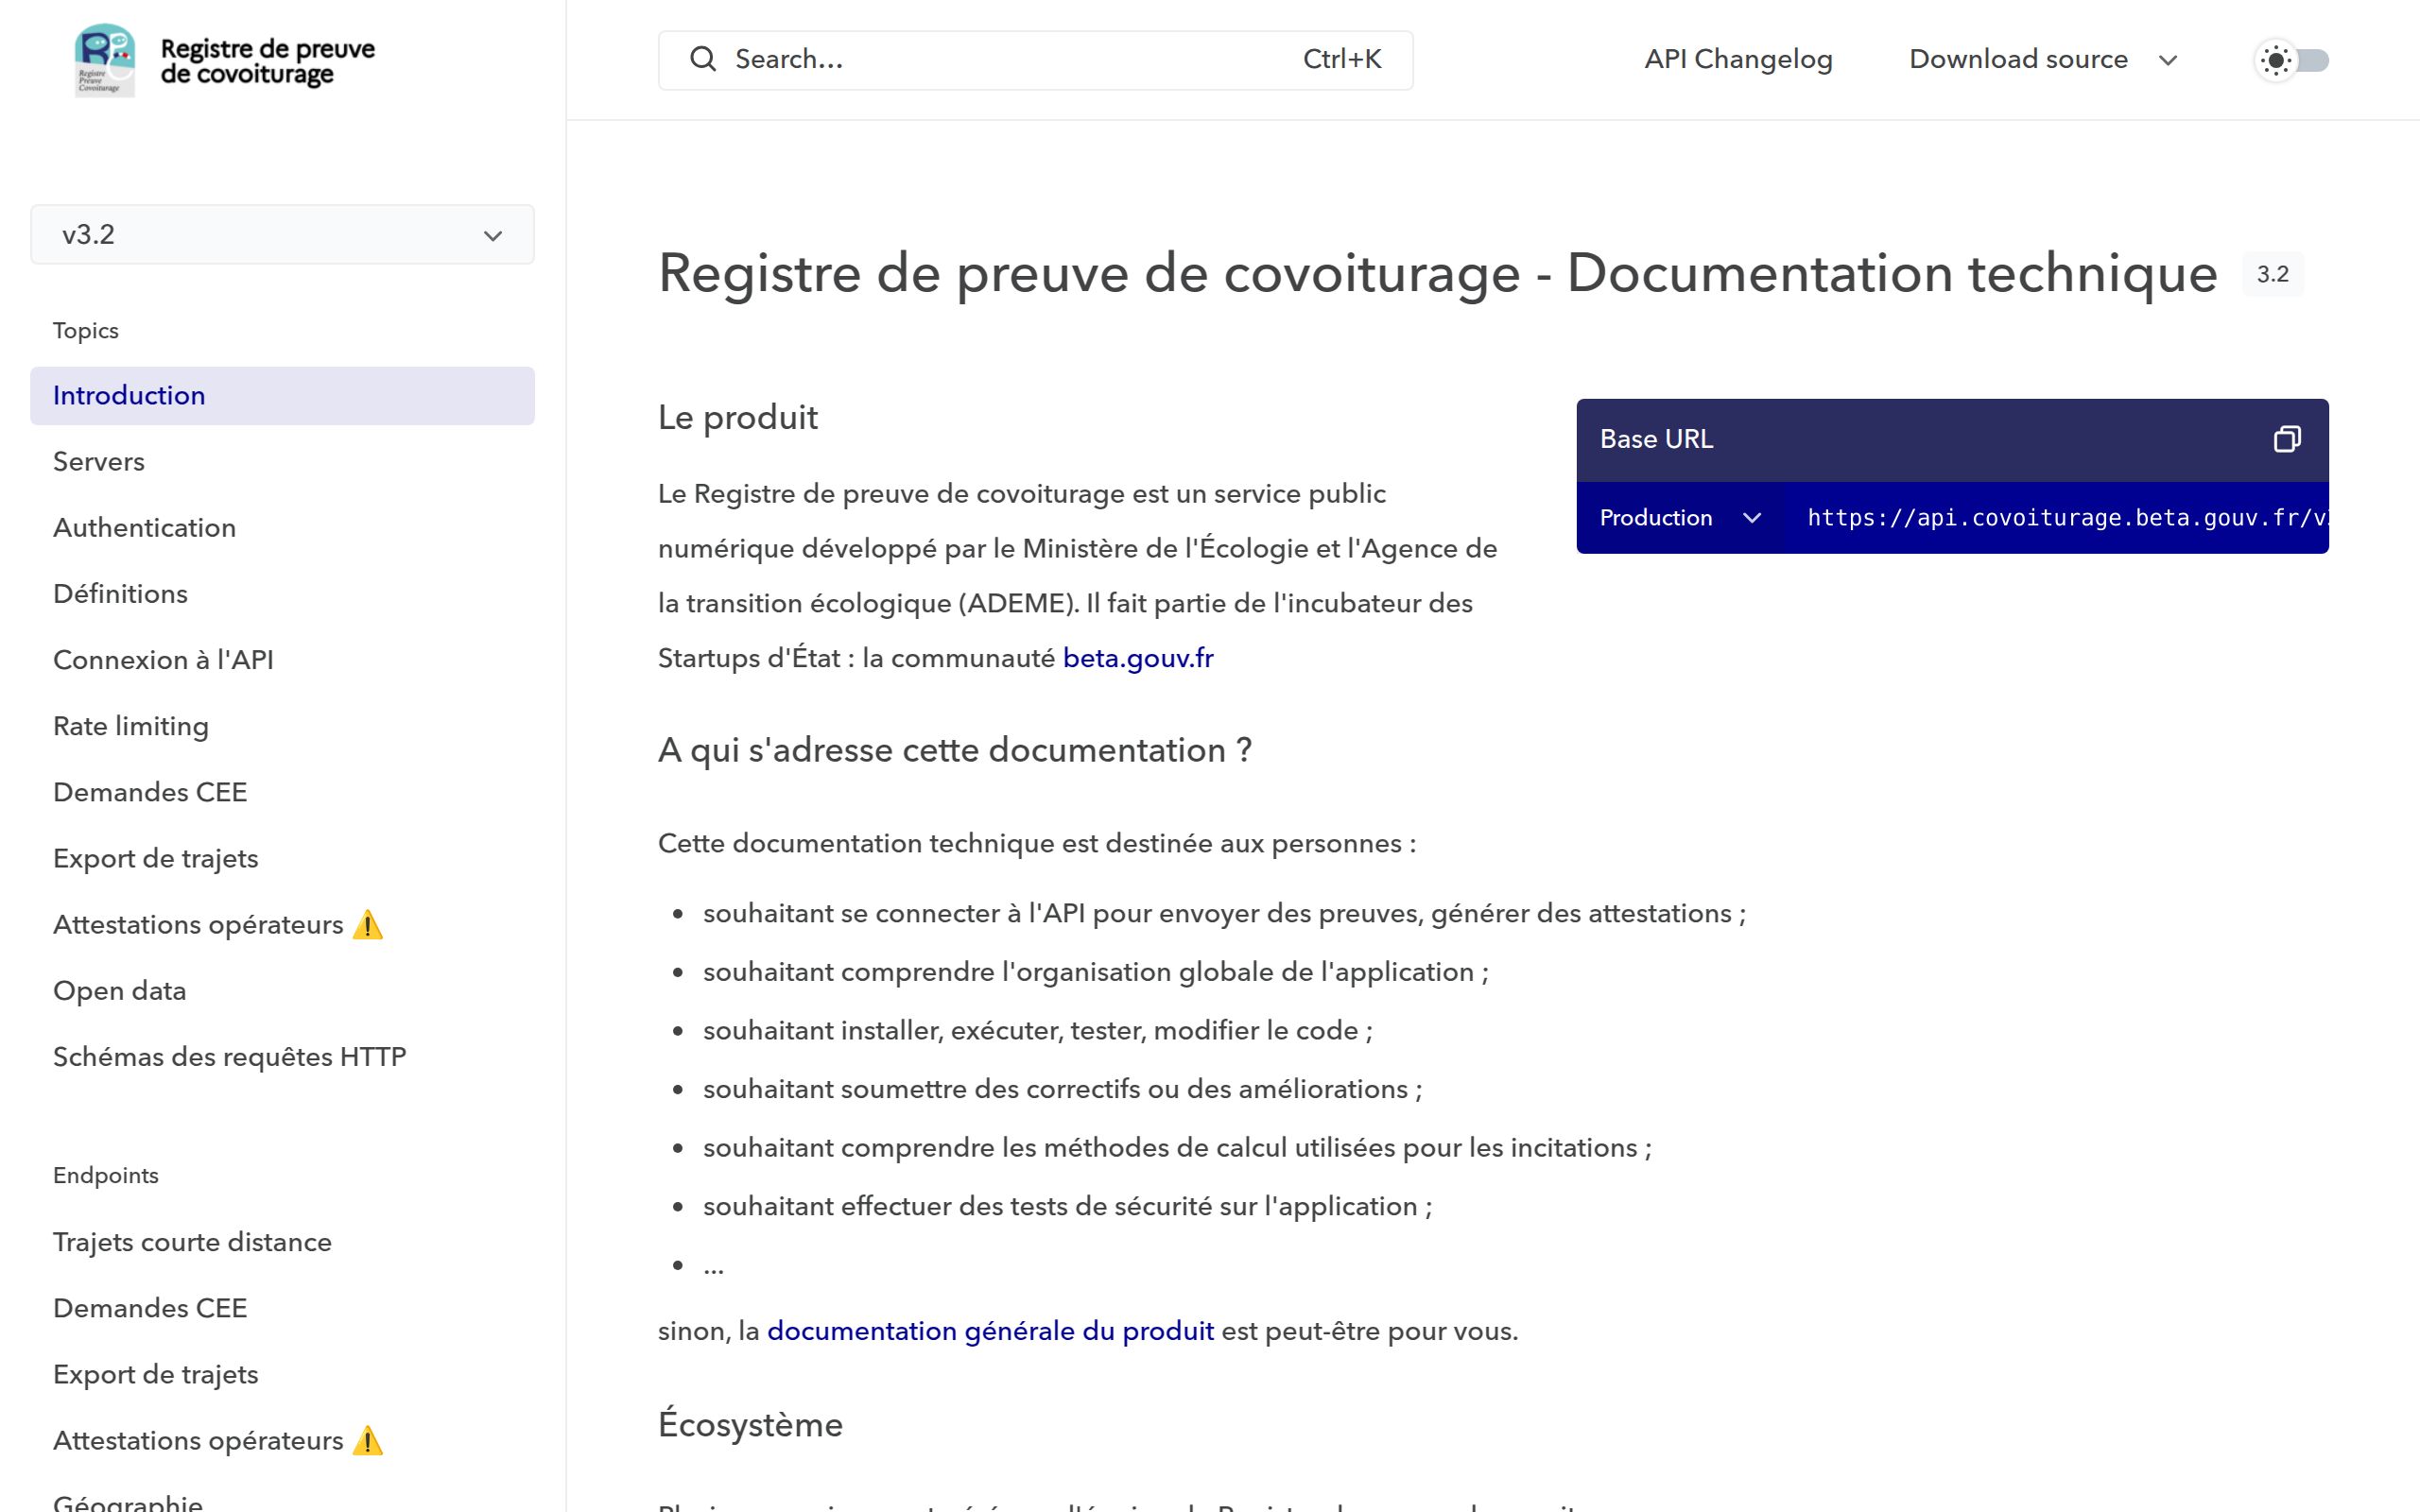 Registre
Preuve
Covoiturage
Registre de preuve
de covoiturage
Search...
Ctrl+K
API Changelog
Download source
v3.2
Topics
Introduction
Servers
Authentication
Définitions
Connexion à l'API
Rate limiting
Demandes CEE
Export de trajets
Attestations opérateurs ⚠️
Open data
Schémas des requêtes HTTP
Endpoints
Trajets courte distance
Demandes CEE
Export de trajets
Attestations opérateurs ⚠️
Géographie
Registre de preuve de covoiturage - Documentation technique 3.2
Le produit
Le Registre de preuve de covoiturage est un service public
numérique développé par le Ministère de l'Écologie et l'Agence de
la transition écologique (ADEME). Il fait partie de l'incubateur des
Startups d'État : la communauté beta.gouv.fr
Base URL
Production
https://api.covoiturage.beta.gouv.fr/v
A qui s'adresse cette documentation ?
Cette documentation technique est destinée aux personnes :
• souhaitant se connecter à l'API pour envoyer des preuves, générer des attestations ;
• souhaitant comprendre l'organisation globale de l'application ;
• souhaitant installer, exécuter, tester, modifier le code ;
• souhaitant soumettre des correctifs ou des améliorations ;
• souhaitant comprendre les méthodes de calcul utilisées pour les incitations ;
• souhaitant effectuer des tests de sécurité sur l'application ;
• ...
sinon, la documentation générale du produit est peut-être pour vous.
Écosystème